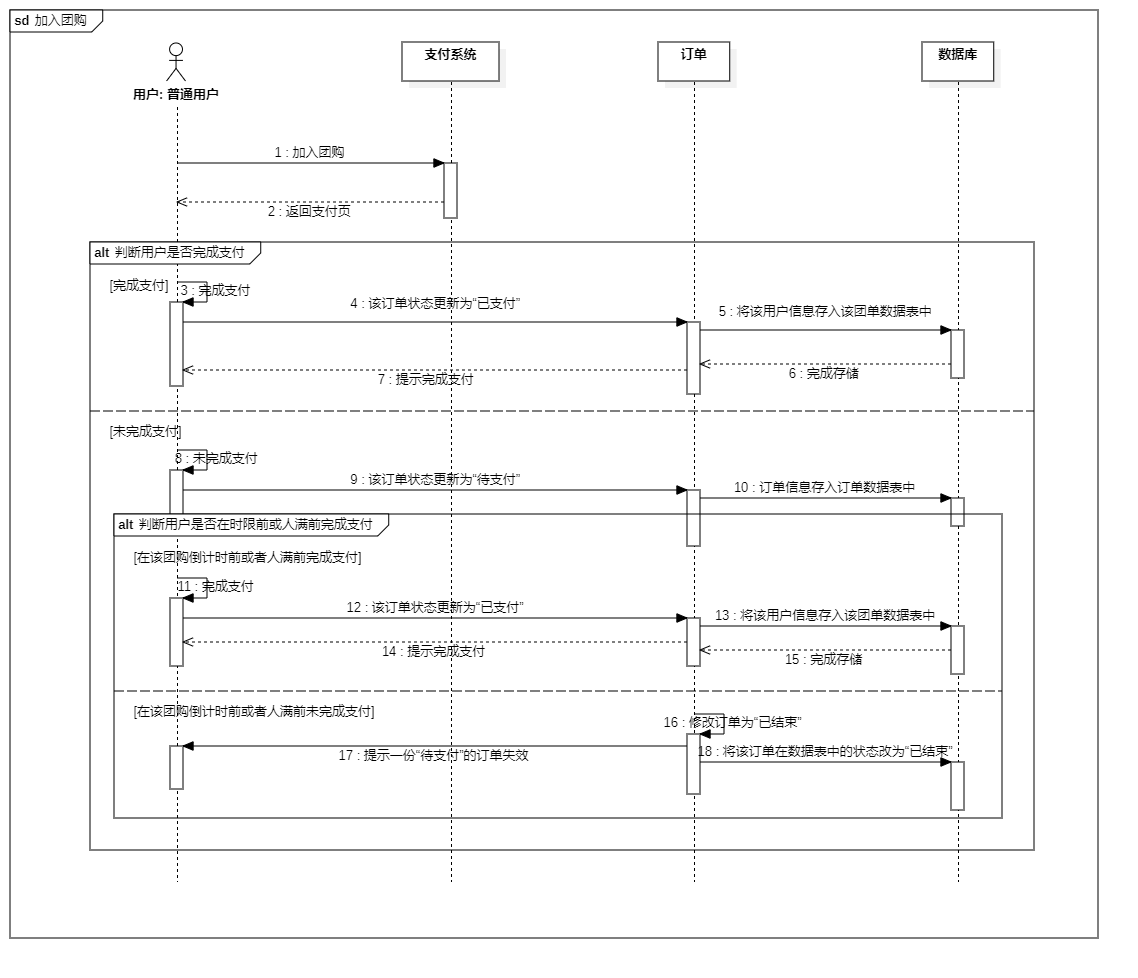 sd 加入团购
用户: 普通用户
支付系统
订单
数据库
1 : 加入团购
2 : 返回支付页
alt 判断用户是否完成支付
[完成支付]
3 : 完成支付
4 : 该订单状态更新为“已支付”
5 : 将该用户信息存入该团单数据表中
6 : 完成存储
7 : 提示完成支付
[未完成支付]
8 : 未完成支付
9 : 该订单状态更新为“待支付”
10 : 订单信息存入订单数据表中
alt 判断用户是否在时限前或人满前完成支付
[在该团购倒计时前或者人满前完成支付]
11 : 完成支付
12 : 该订单状态更新为“已支付”
13 : 将该用户信息存入该团单数据表中
14 : 提示完成支付
15 : 完成存储
[在该团购倒计时前或者人满前未完成支付]
16 : 修改订单为“已结束”
17 : 提示一份“待支付”的订单失效
18 : 将该订单在数据表中的状态改为“已结束”